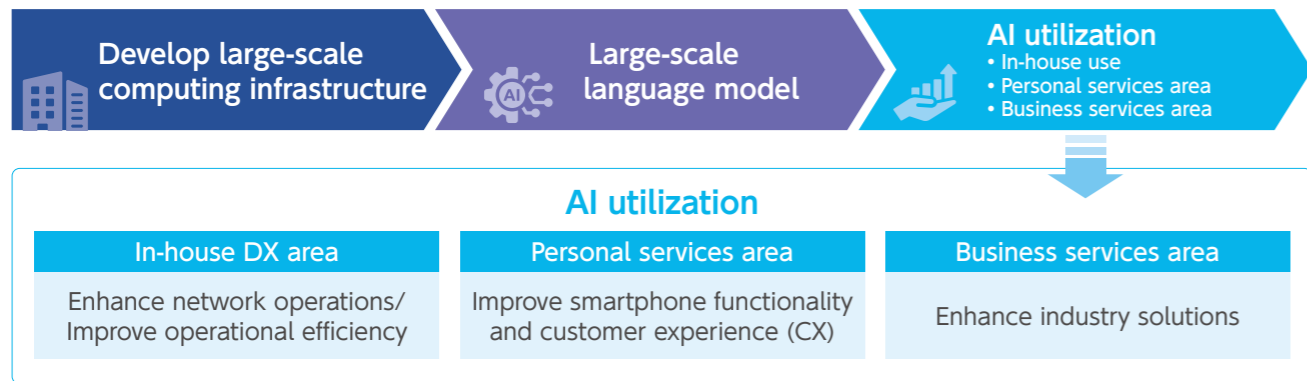 Develop large-scale
computing infrastructure
AI
Large-scale
language model
AI utilization
• In-house use
• Personal services area
• Business services area
AI utilization
In-house DX area
Enhance network operations/
Improve operational efficiency
Personal services area
Improve smartphone functionality
and customer experience (CX)
Business services area
Enhance industry solutions